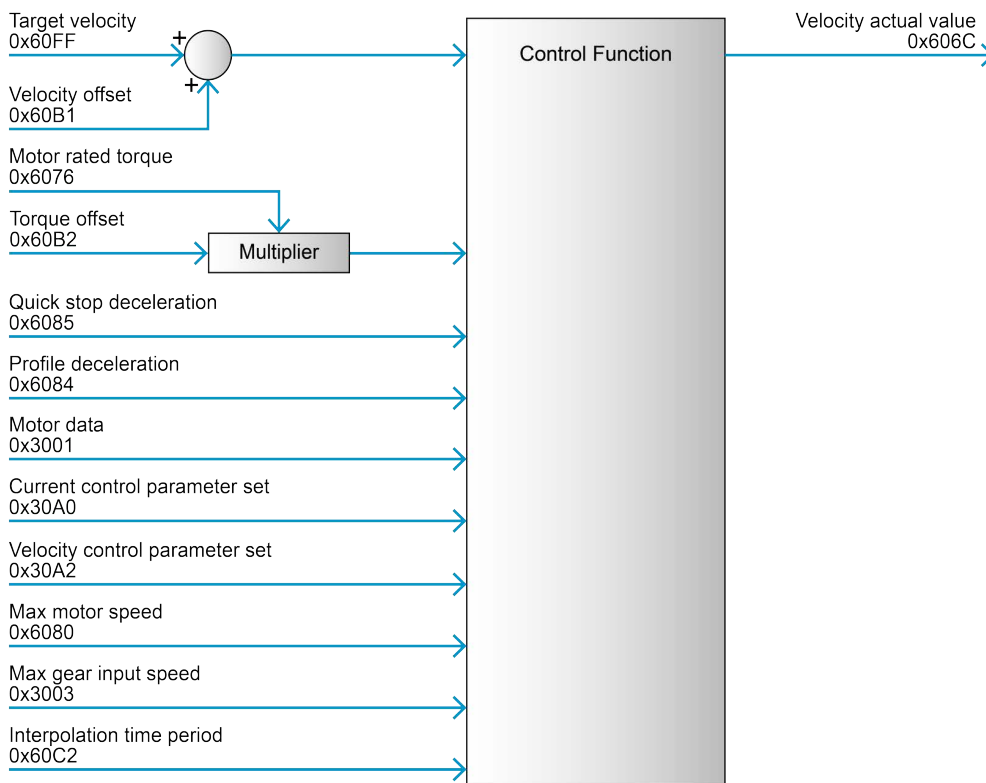 Target velocity
0x60FF
+
+
Velocity offset
0x60B1
Motor rated torque
0x6076
Torque offset
0x60B2
Multiplier
Quick stop deceleration
0x6085
Profile deceleration
0x6084
Motor data
0x3001
Current control parameter set
0x30A0
Velocity control parameter set
0x30A2
Max motor speed
0x6080
Max gear input speed
0x3003
Interpolation time period
0x60C2
Control Function
Velocity actual value
0x606C